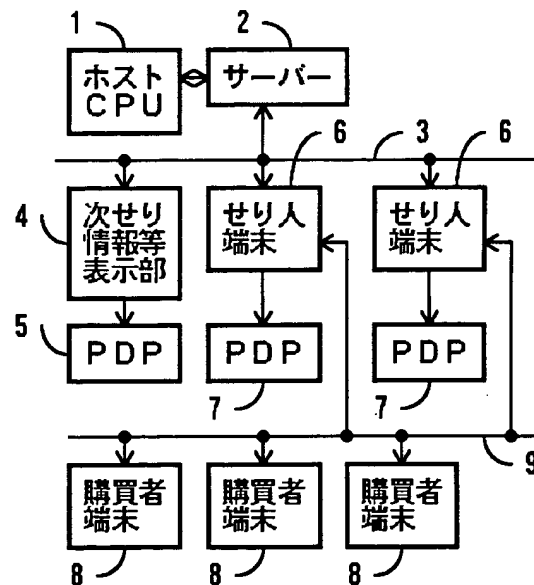 1
2
ホスト
CPU
サーバー
6
3
6
4
次せり
情報等
表示部
せり人
端末
せり人
端末
5
PDP
PDP
PDP
7
7
9
購買者
端末
購買者
端末
購買者
端末
8
8
8